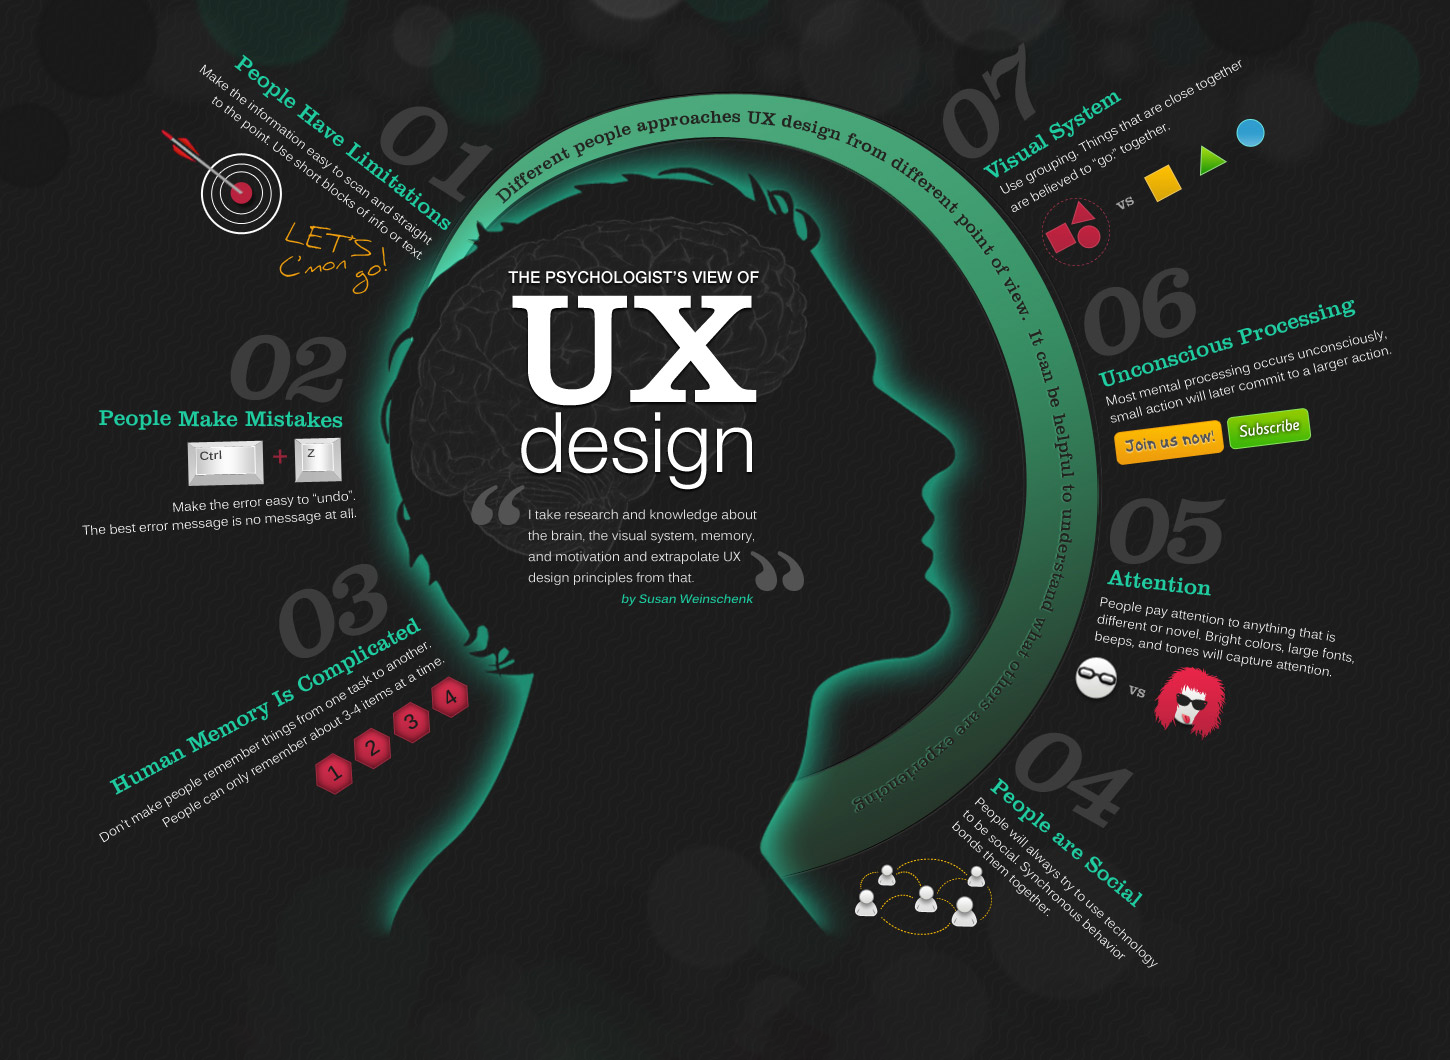 THE PSYCHOLOGIST'S VIEW OF
UX
design
“ I take research and knowledge about
the brain, the visual system, memory,
and motivation and extrapolate UX
design principles from that. ”
by Susan Weinschenk
Different people approaches UX design from different point of view. It can be helpful to understand what others are experiencing
01
People Have Limitations
Make the information easy to scan and straight
to the point. Use short blocks of info or text.
LET'S
C'mon go!
02
People Make Mistakes
Ctrl + Z
Make the error easy to “undo”.
The best error message is no message at all.
03
Human Memory Is Complicated
Don't make people remember things from one task to another.
People can only remember about 3-4 items at a time.
1 2 3 4
04
People are Social
People will always try to use technology
to be social. Synchronous behavior
bonds them together.
05
Attention
People pay attention to anything that is
different or novel. Bright colors, large fonts,
beeps, and tones will capture attention.
vs
06
Unconscious Processing
Most mental processing occurs unconsciously,
small action will later commit to a larger action.
Join us now! Subscribe
07
Visual System
Use grouping. Things that are close together
are believed to “go:” together.
vs